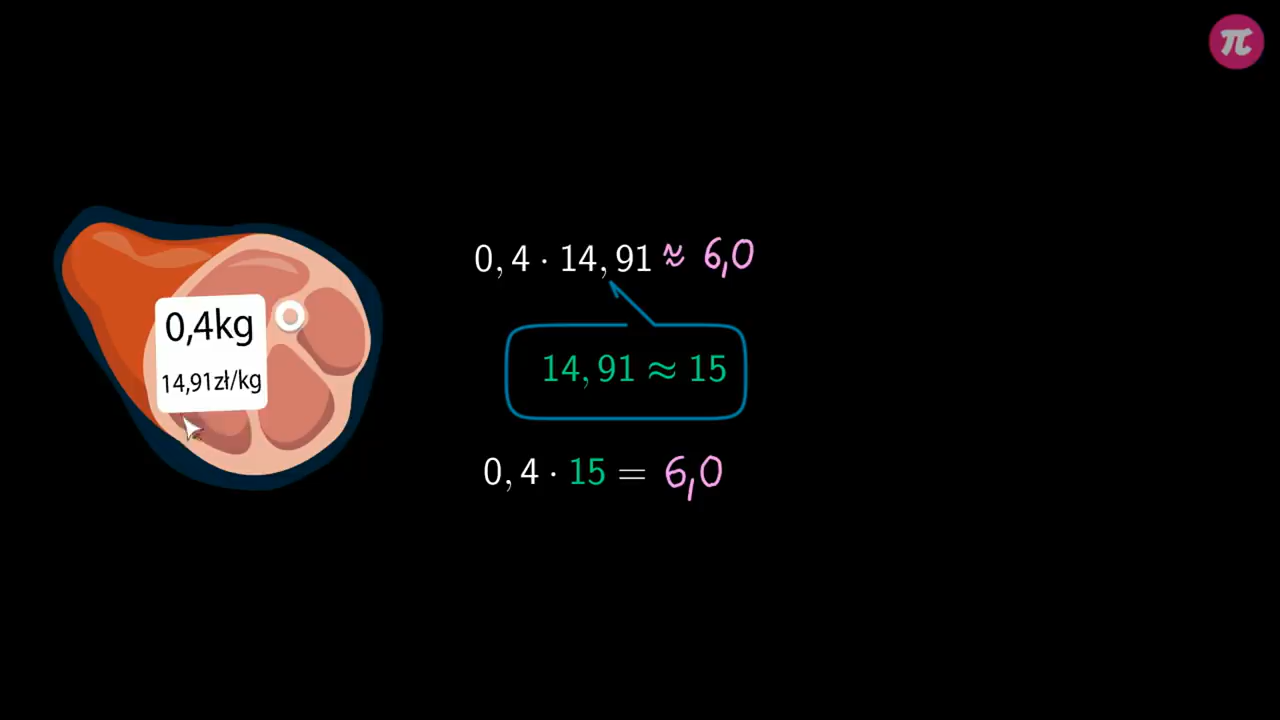 π
0,4 · 14,91 ≈ 6,0
0,4kg
14,91zł/kg
14,91 ≈ 15
0,4 · 15 = 6,0